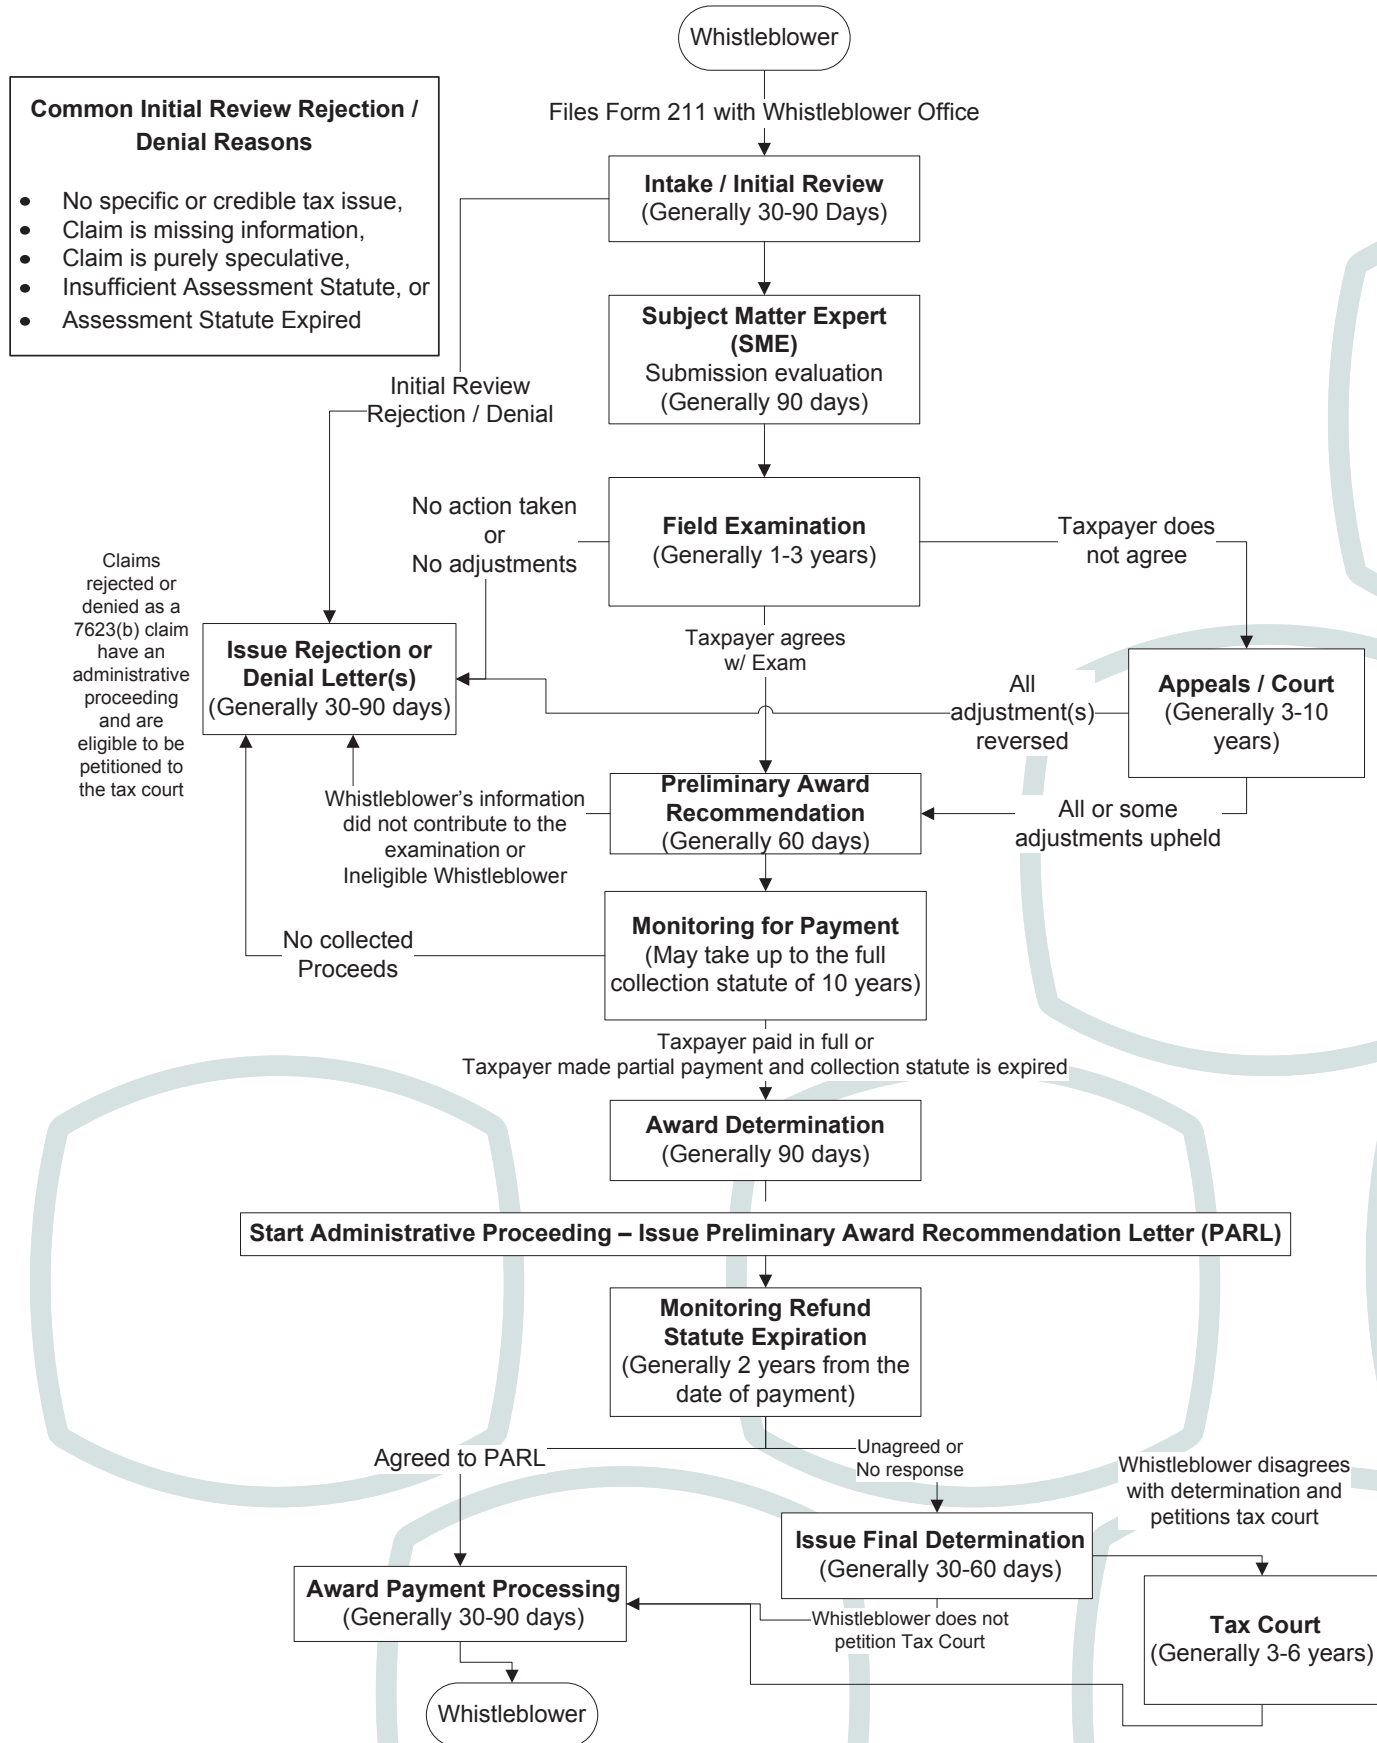 Whistleblower
Files Form 211 with Whistleblower Office
Common Initial Review Rejection /
Denial Reasons
• No specific or credible tax issue,
• Claim is missing information,
• Claim is purely speculative,
• Insufficient Assessment Statute, or
• Assessment Statute Expired
Intake / Initial Review
(Generally 30-90 Days)
Subject Matter Expert
(SME)
Submission evaluation
(Generally 90 days)
Initial Review
Rejection / Denial
No action taken
or
No adjustments
Field Examination
(Generally 1-3 years)
Taxpayer does
not agree
Claims
rejected or
denied as a
7623(b) claim
have an
administrative
proceeding
and are
eligible to be
petitioned to
the tax court
Issue Rejection or
Denial Letter(s)
(Generally 30-90 days)
Taxpayer agrees
w/ Exam
All
adjustment(s)
reversed
Appeals / Court
(Generally 3-10
years)
Whistleblower's information
did not contribute to the
examination or
Ineligible Whistleblower
Preliminary Award
Recommendation
(Generally 60 days)
All or some
adjustments upheld
No collected
Proceeds
Monitoring for Payment
(May take up to the full
collection statute of 10 years)
Taxpayer paid in full or
Taxpayer made partial payment and collection statute is expired
Award Determination
(Generally 90 days)
Start Administrative Proceeding – Issue Preliminary Award Recommendation Letter (PARL)
Monitoring Refund
Statute Expiration
(Generally 2 years from the
date of payment)
Agreed to PARL
Unagreed or
No response
Whistleblower disagrees
with determination and
petitions tax court
Issue Final Determination
(Generally 30-60 days)
Award Payment Processing
(Generally 30-90 days)
Whistleblower does not
petition Tax Court
Tax Court
(Generally 3-6 years)
Whistleblower